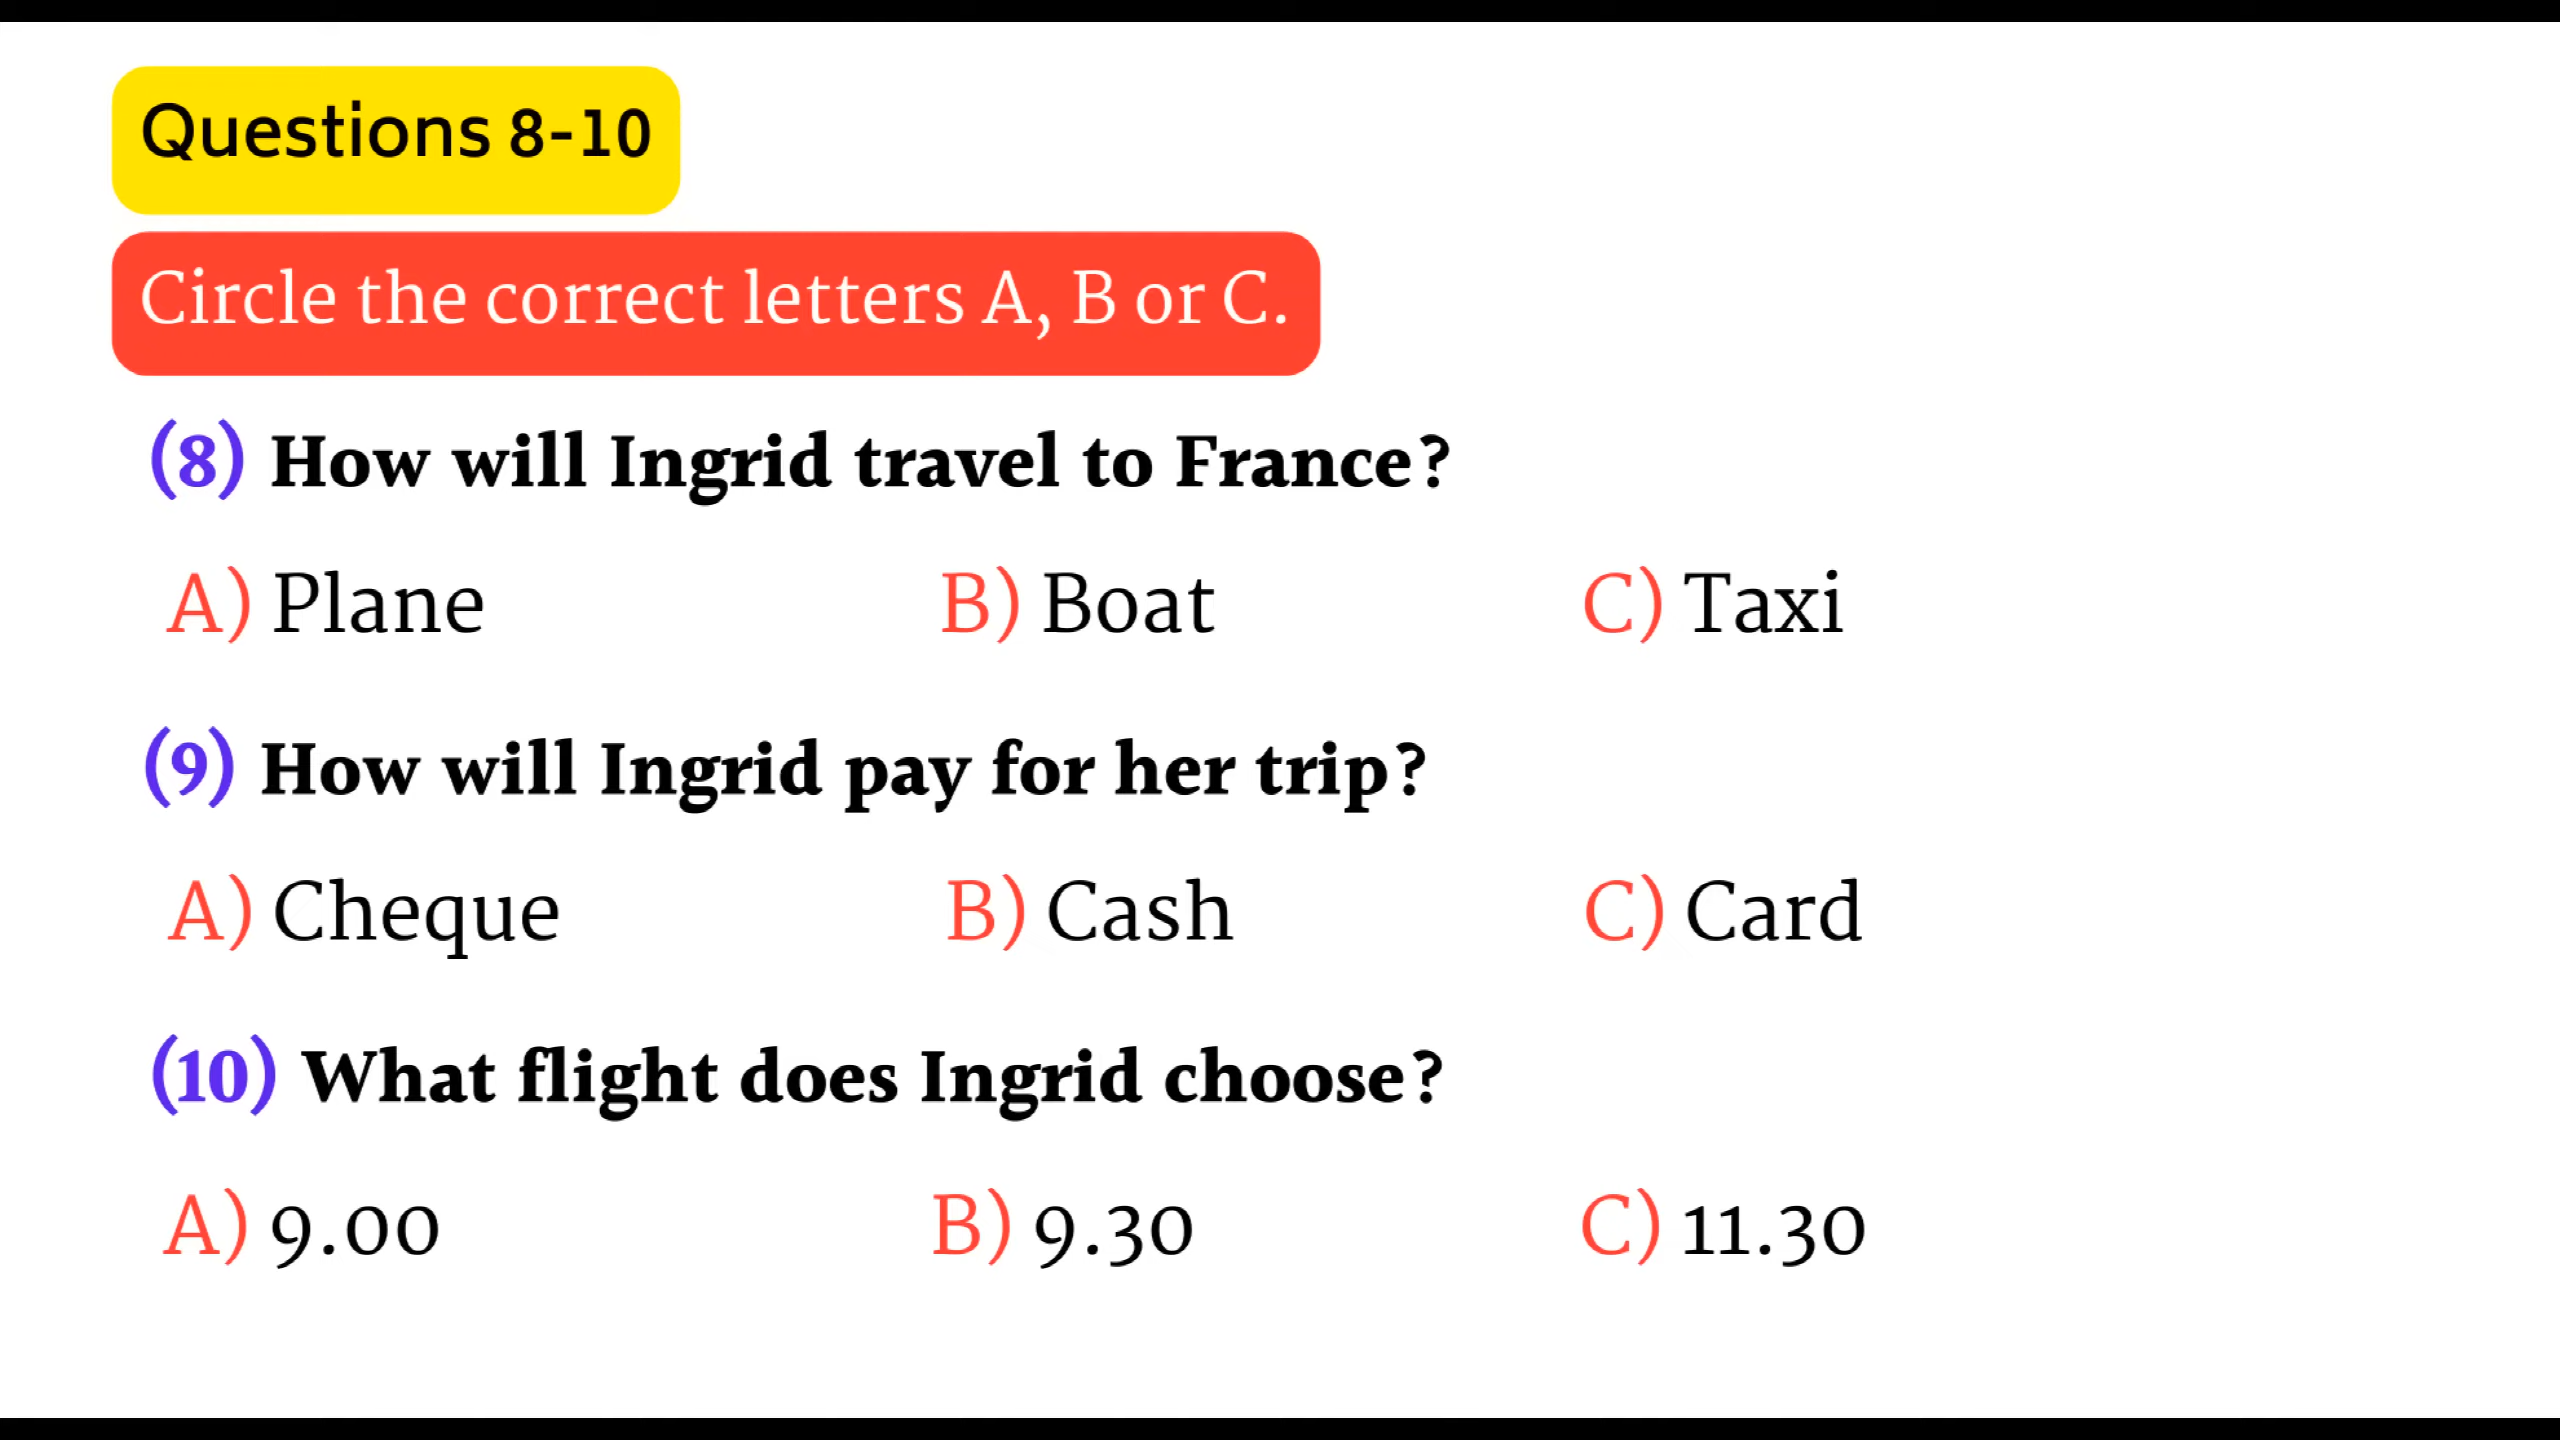 Questions 8-10
Circle the correct letters A, B or C.
(8) How will Ingrid travel to France?
A) Plane B) Boat C) Taxi
(9) How will Ingrid pay for her trip?
A) Cheque B) Cash C) Card
(10) What flight does Ingrid choose?
A) 9.00 B) 9.30 C) 11.30